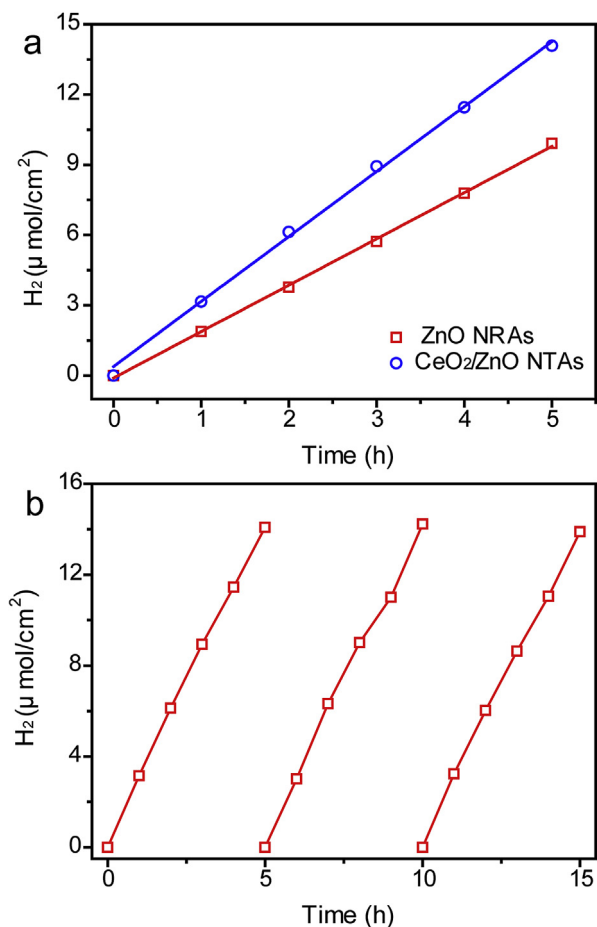 a
15
12
9
6
3
0
H₂ (μ mol/cm²)
ZnO NRAs
CeO₂/ZnO NTAs
0 1 2 3 4 5
Time (h)
b
16
12
8
4
0
H₂ (μ mol/cm²)
0 5 10 15
Time (h)